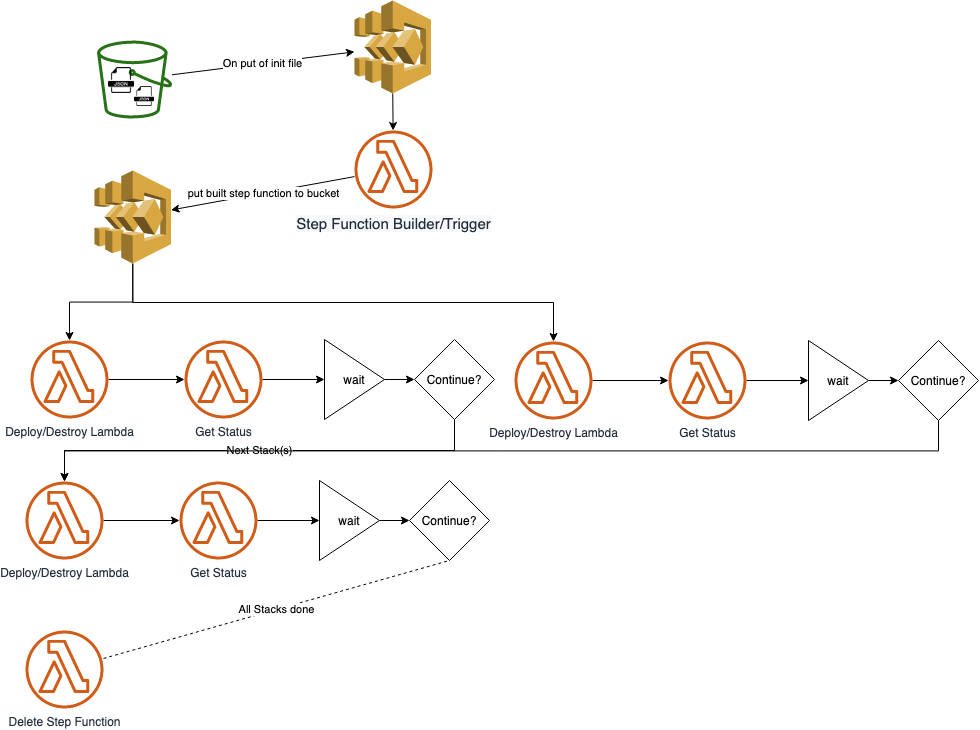 On put of init file
JSON
JSON
put built step function to bucket
Step Function Builder/Trigger
wait
Continue?
wait
Continue?
Deploy/Destroy Lambda
Get Status
Deploy/Destroy Lambda
Get Status
Next Stack(s)
wait
Continue?
Deploy/Destroy Lambda
Get Status
All Stacks done
Delete Step Function